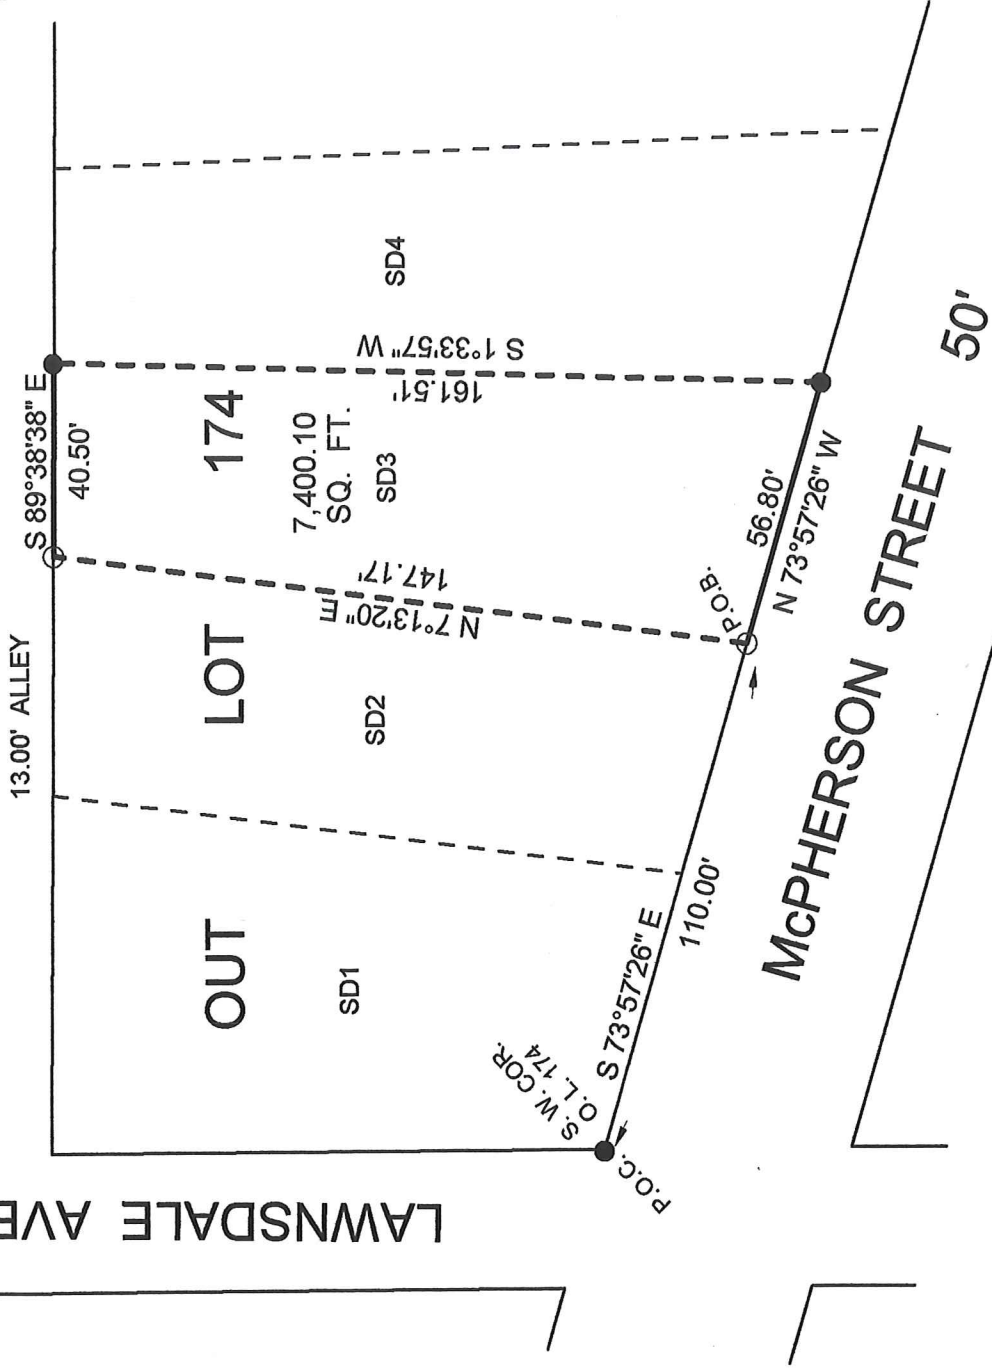 13.00' ALLEY
S 89°38'38" E
40.50'
OUT LOT 174
7,400.10
SQ. FT.
SD1
SD2
SD3
SD4
N 7°13'20" E
147.17'
S 1°33'57" W
161.51'
P.O.B.
56.80'
N 73°57'26" W
S. W. COR.
O. L. 174
P.O.C.
S 73°57'26" E
110.00'
McPHERSON STREET 50'
LAWNSDALE AVE